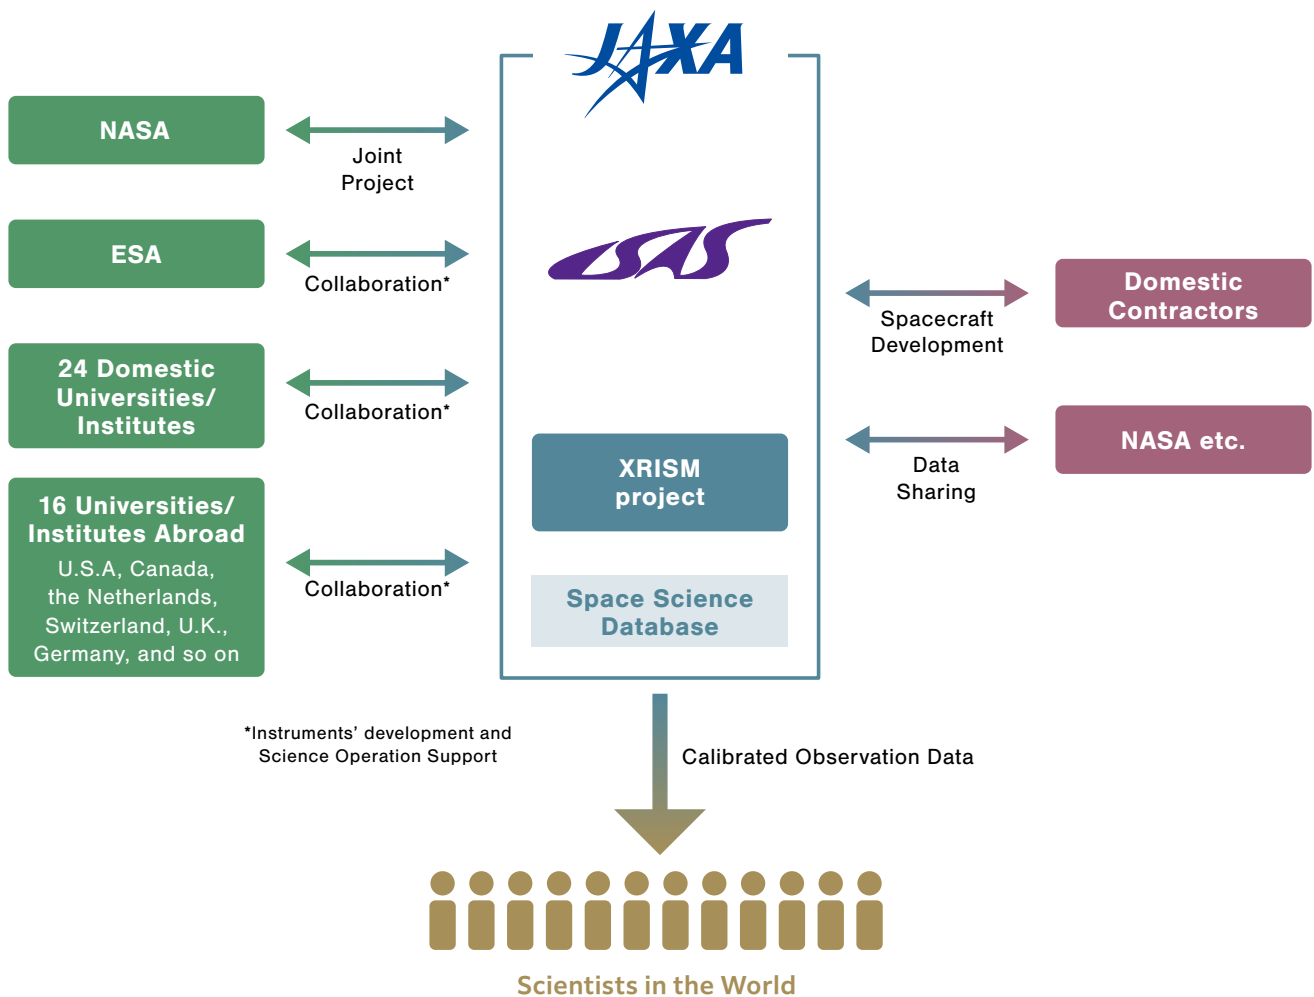 JAXA
NASA
Joint
Project
ISAS
ESA
Collaboration*
24 Domestic
Universities/
Institutes
Collaboration*
16 Universities/
Institutes Abroad
U.S.A, Canada,
the Netherlands,
Switzerland, U.K.,
Germany, and so on
Collaboration*
XRISM
project
Space Science
Database
Domestic
Contractors
Spacecraft
Development
NASA etc.
Data
Sharing
*Instruments’ development and
Science Operation Support
Calibrated Observation Data
Scientists in the World